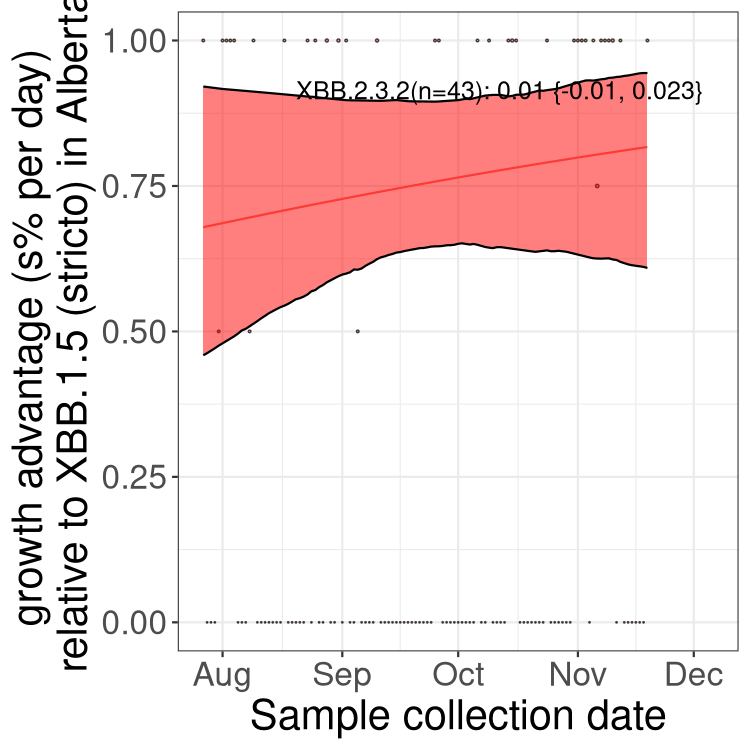 growth advantage (s% per day)
relative to XBB.1.5 (stricto) in Alberta
1.00
0.75
0.50
0.25
0.00
XBB.2.3.2(n=43): 0.01 {-0.01, 0.023}
Aug Sep Oct Nov Dec
Sample collection date